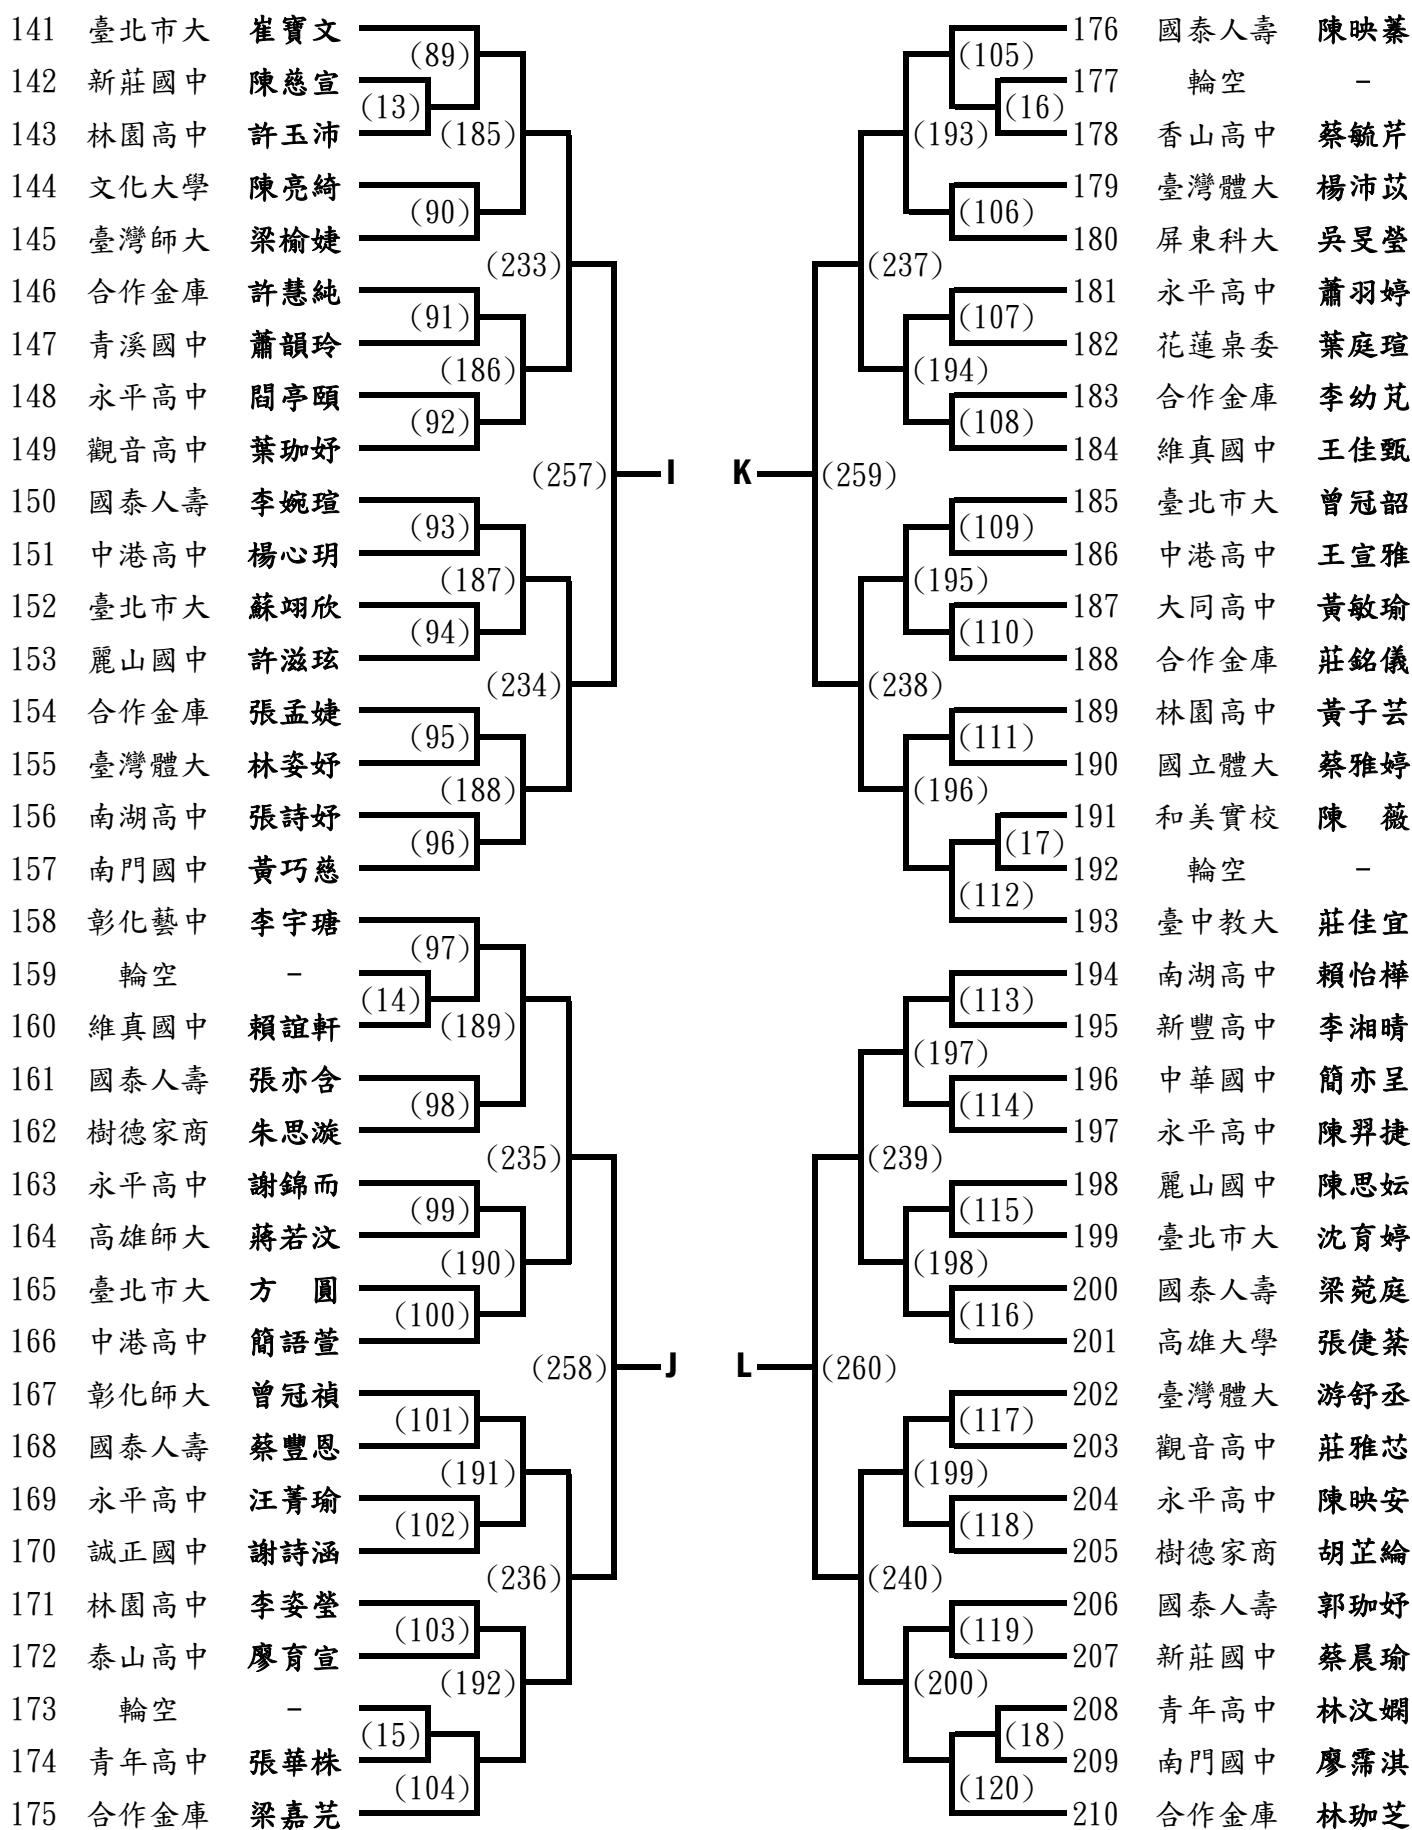 141 臺北市大 崔寶文
(89)
142 新莊國中 陳慈宣
(13)
143 林園高中 許玉沛
(185)
144 文化大學 陳亮綺
(90)
145 臺灣師大 梁榆婕
(233)
146 合作金庫 許慧純
(91)
147 青溪國中 蕭韻玲
(186)
148 永平高中 閻亭頤
(92)
149 觀音高中 葉珈妤
(257) I
150 國泰人壽 李婉瑄
(93)
151 中港高中 楊心玥
(187)
152 臺北市大 蘇翊欣
(94)
153 麗山國中 許滋玹
(234)
154 合作金庫 張孟婕
(95)
155 臺灣體大 林姿妤
(188)
156 南湖高中 張詩妤
(96)
157 南門國中 黃巧慈
158 彰化藝中 李宇瑭
(97)
159 輪空 -
(14)
160 維真國中 賴誼軒
(189)
161 國泰人壽 張亦含
(98)
162 樹德家商 朱思漩
(235)
163 永平高中 謝錦而
(99)
164 高雄師大 蔣若汶
(190)
165 臺北市大 方 圓
(100)
166 中港高中 簡語萱
(258) J
167 彰化師大 曾冠禎
(101)
168 國泰人壽 蔡豐恩
(191)
169 永平高中 汪菁瑜
(102)
170 誠正國中 謝詩涵
(236)
171 林園高中 李姿瑩
(103)
172 泰山高中 廖育宣
(192)
173 輪空 -
(15)
174 青年高中 張華株
(104)
175 合作金庫 梁嘉芫
176 國泰人壽 陳映蓁
(105)
177 輪空 -
(16)
178 香山高中 蔡毓芹
(193)
179 臺灣體大 楊沛苡
(106)
180 屏東科大 吳旻瑩
(237)
181 永平高中 蕭羽婷
(107)
182 花蓮桌委 葉庭瑄
(194)
183 合作金庫 李幼芃
(108)
184 維真國中 王佳甄
K (259)
185 臺北市大 曾冠韶
(109)
186 中港高中 王宣雅
(195)
187 大同高中 黃敏瑜
(110)
188 合作金庫 莊銘儀
(238)
189 林園高中 黃子芸
(111)
190 國立體大 蔡雅婷
(196)
191 和美實校 陳 薇
(17)
192 輪空 -
(112)
193 臺中教大 莊佳宜
194 南湖高中 賴怡樺
(113)
195 新豐高中 李湘晴
(197)
196 中華國中 簡亦呈
(114)
197 永平高中 陳羿捷
(239)
198 麗山國中 陳思妘
(115)
199 臺北市大 沈育婷
(198)
200 國泰人壽 梁菀庭
(116)
201 高雄大學 張倢棻
L (260)
202 臺灣體大 游舒丞
(117)
203 觀音高中 莊雅芯
(199)
204 永平高中 陳映安
(118)
205 樹德家商 胡芷綸
(240)
206 國泰人壽 郭珈妤
(119)
207 新莊國中 蔡晨瑜
(200)
208 青年高中 林汶嫻
(18)
209 南門國中 廖霈淇
(120)
210 合作金庫 林珈芝